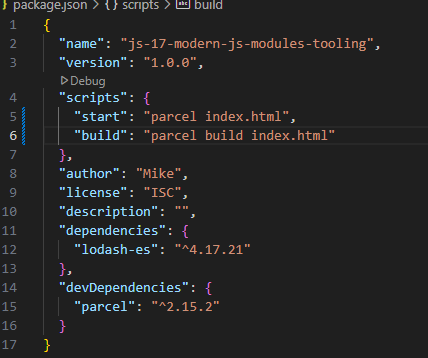 package.json > {} scripts > abc build
1 {
2 "name": "js-17-modern-js-modules-tooling",
3 "version": "1.0.0",
Debug
4 "scripts": {
5 "start": "parcel index.html",
6 "build": "parcel build index.html"
7 },
8 "author": "Mike",
9 "license": "ISC",
10 "description": "",
11 "dependencies": {
12 "lodash-es": "^4.17.21"
13 },
14 "devDependencies": {
15 "parcel": "^2.15.2"
16 }
17 }